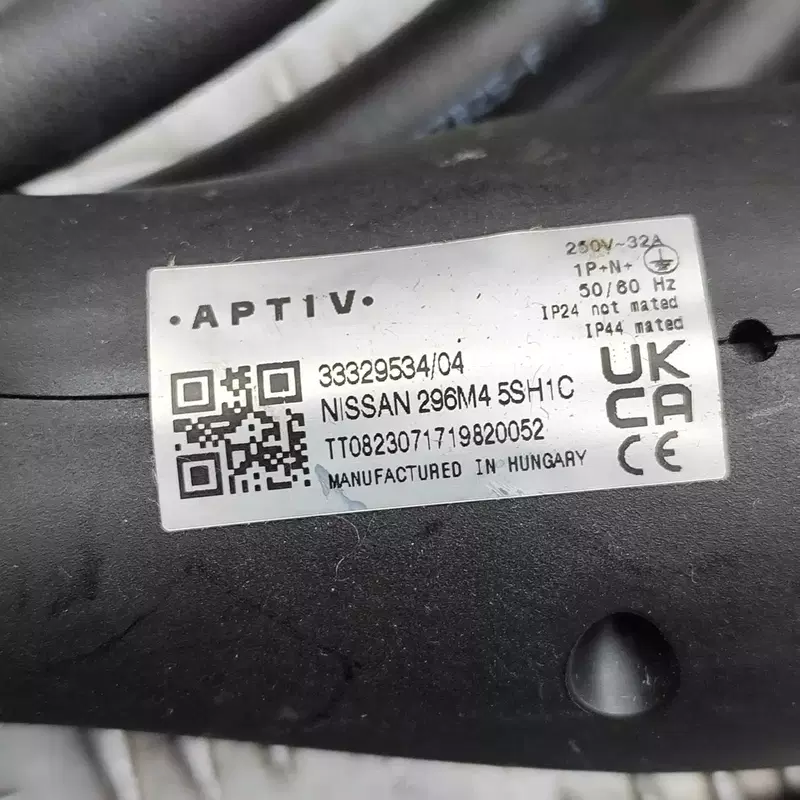 •APTIV•
250V~32A
1P+N+
50/60 Hz
IP24 not mated
IP44 mated
33329534/04
NISSAN 296M4 5SH1C
TT0823071719820052
MANUFACTURED IN HUNGARY
UK
CA
CE